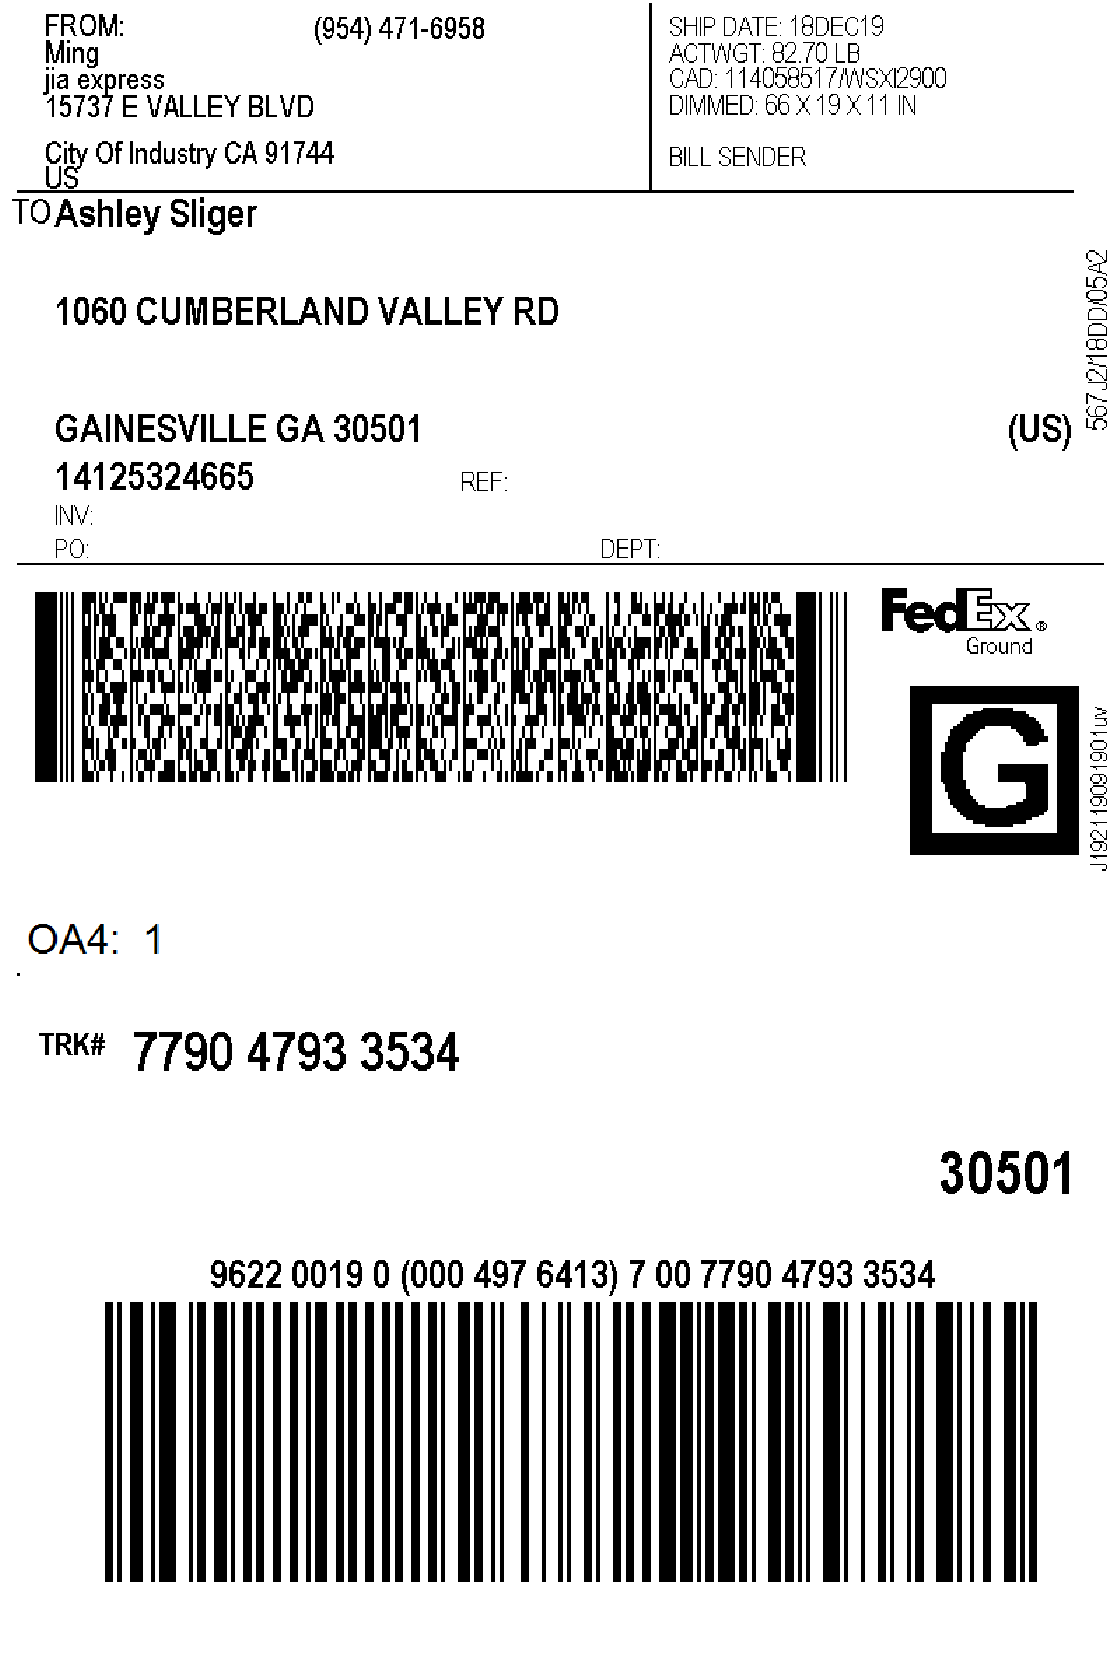 FROM: (954) 471-6958
Ming
jia express
15737 E VALLEY BLVD
City Of Industry CA 91744
US
SHIP DATE: 18DEC19
ACTWGT: 82.70 LB
CAD: 114058517/WSXI2900
DIMMED: 66 X 19 X 11 IN
BILL SENDER
TO Ashley Sliger
1060 CUMBERLAND VALLEY RD
GAINESVILLE GA 30501 (US)
14125324665 REF:
INV:
PO: DEPT:
567J2/18DD/05A2
FedEx®
Ground
G
J192119091901uv
OA4: 1
.
TRK# 7790 4793 3534
30501
9622 0019 0 (000 497 6413) 7 00 7790 4793 3534